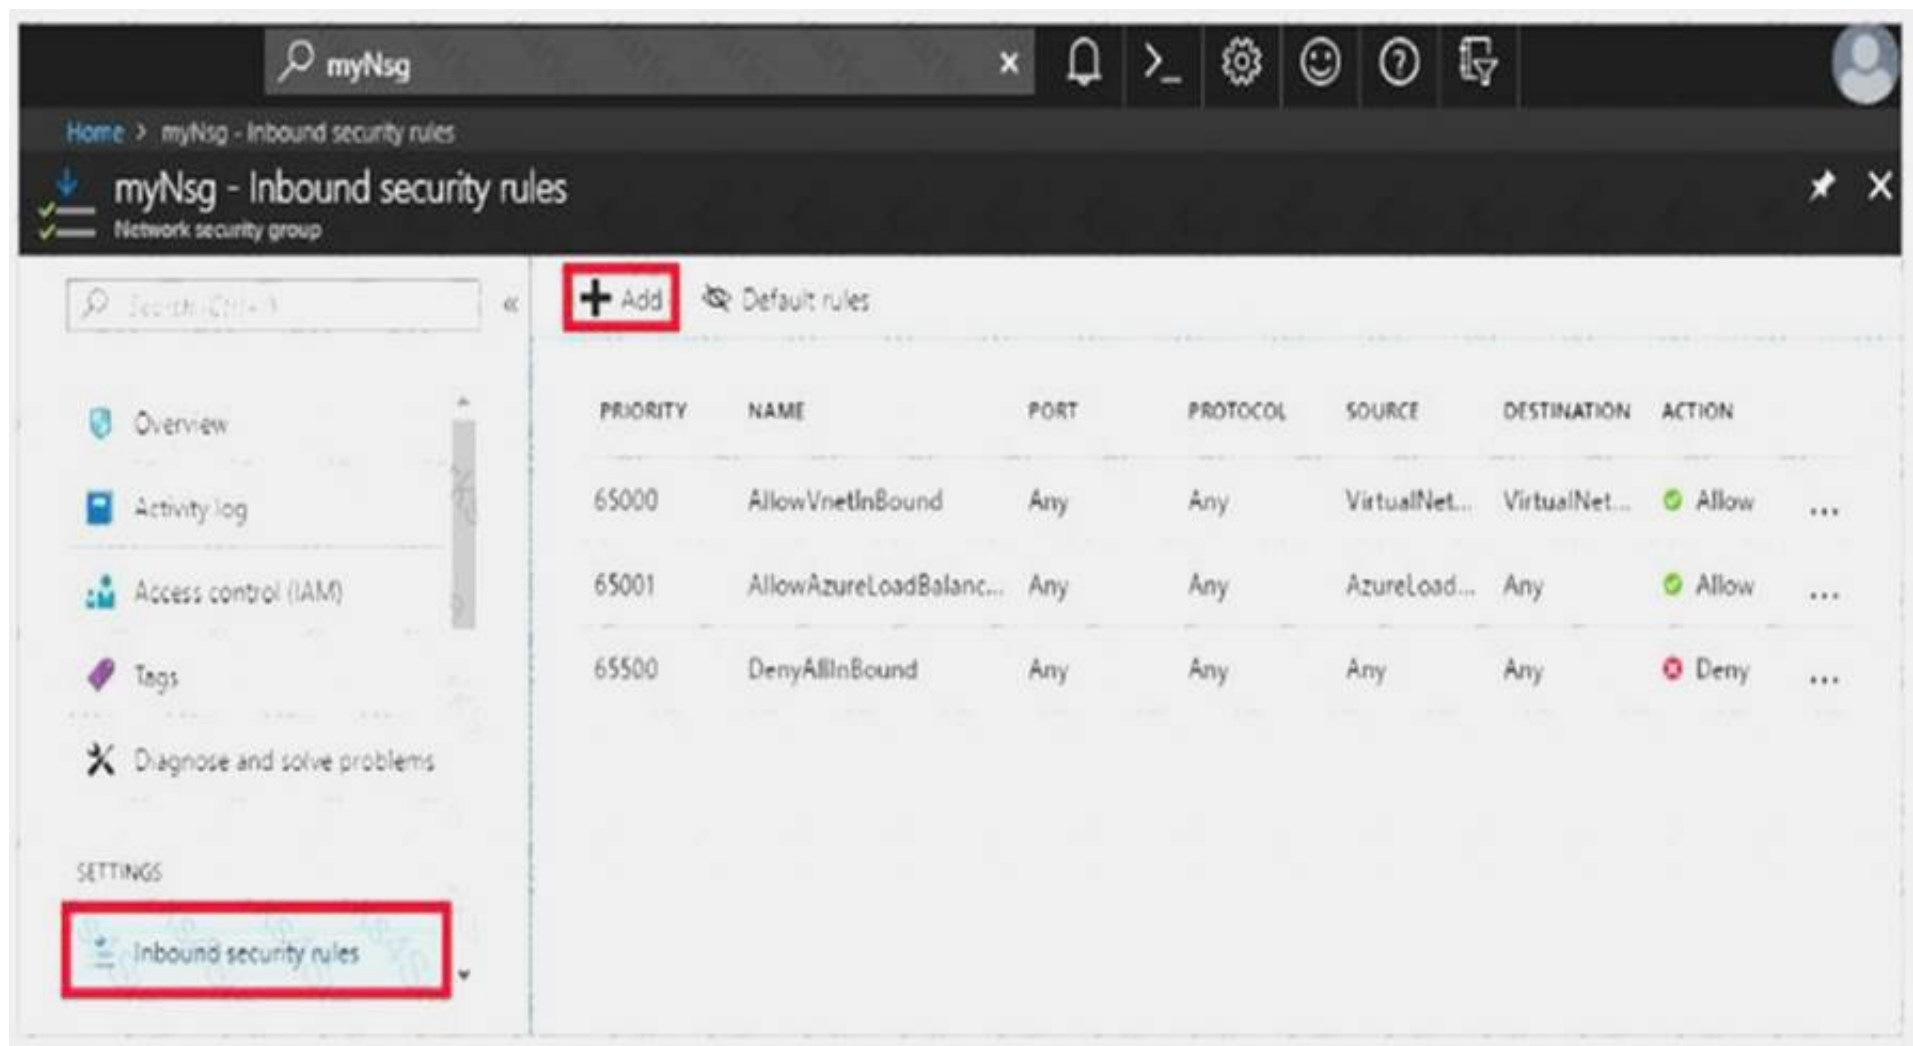 myNsg
Home > myNsg - Inbound security rules
myNsg - Inbound security rules
Network security group
Add Default rules
PRIORITY NAME PORT PROTOCOL SOURCE DESTINATION ACTION
Overview
65000 AllowVnetInBound Any Any VirtualNet... VirtualNet... Allow ...
Activity log
65001 AllowAzureLoadBalanc... Any Any AzureLoad... Any Allow ...
Access control (IAM)
65500 DenyAllInBound Any Any Any Any Deny ...
Tags
Diagnose and solve problems
SETTINGS
Inbound security rules